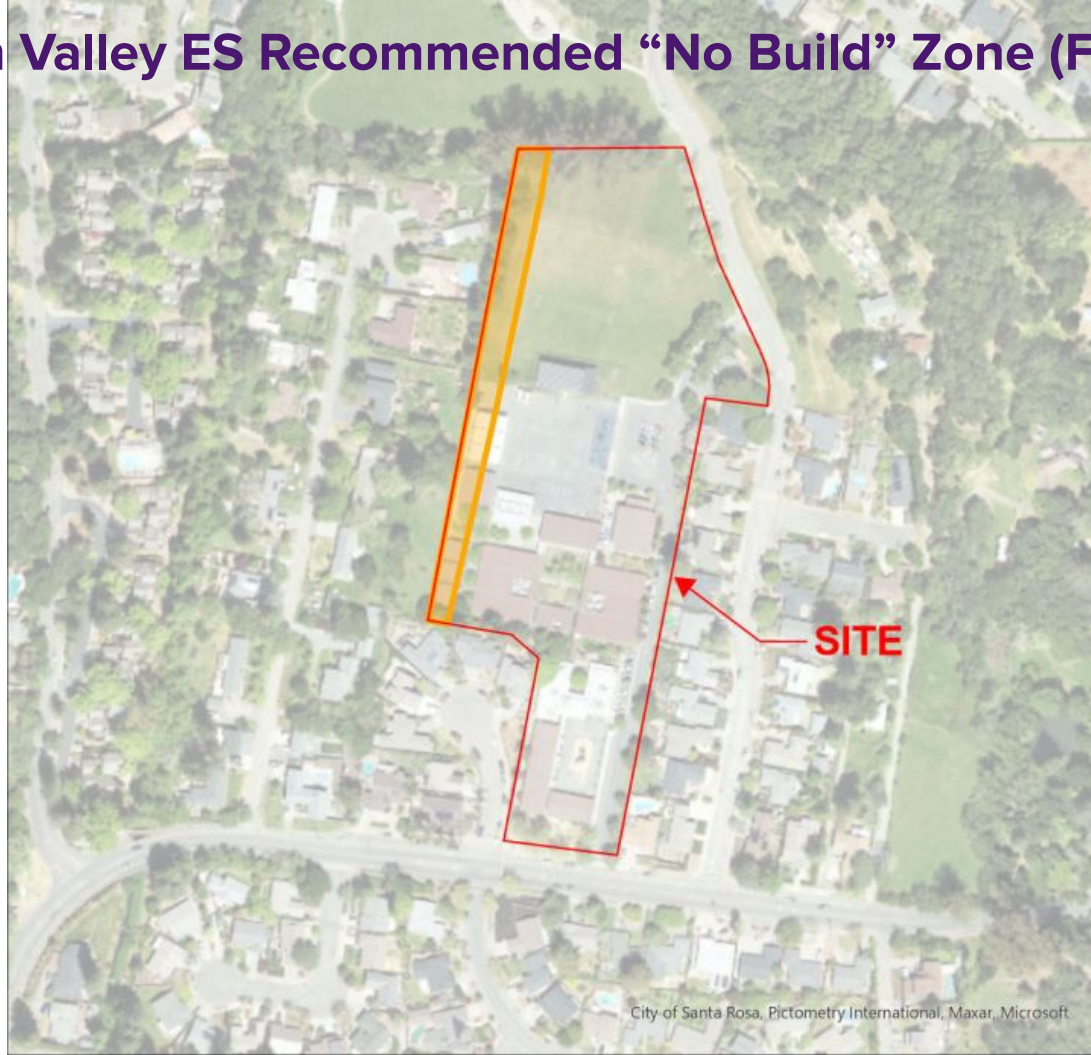 Valley ES Recommended “No Build” Zone (F
SITE
City of Santa Rosa, Pictometry International, Maxar, Microsoft